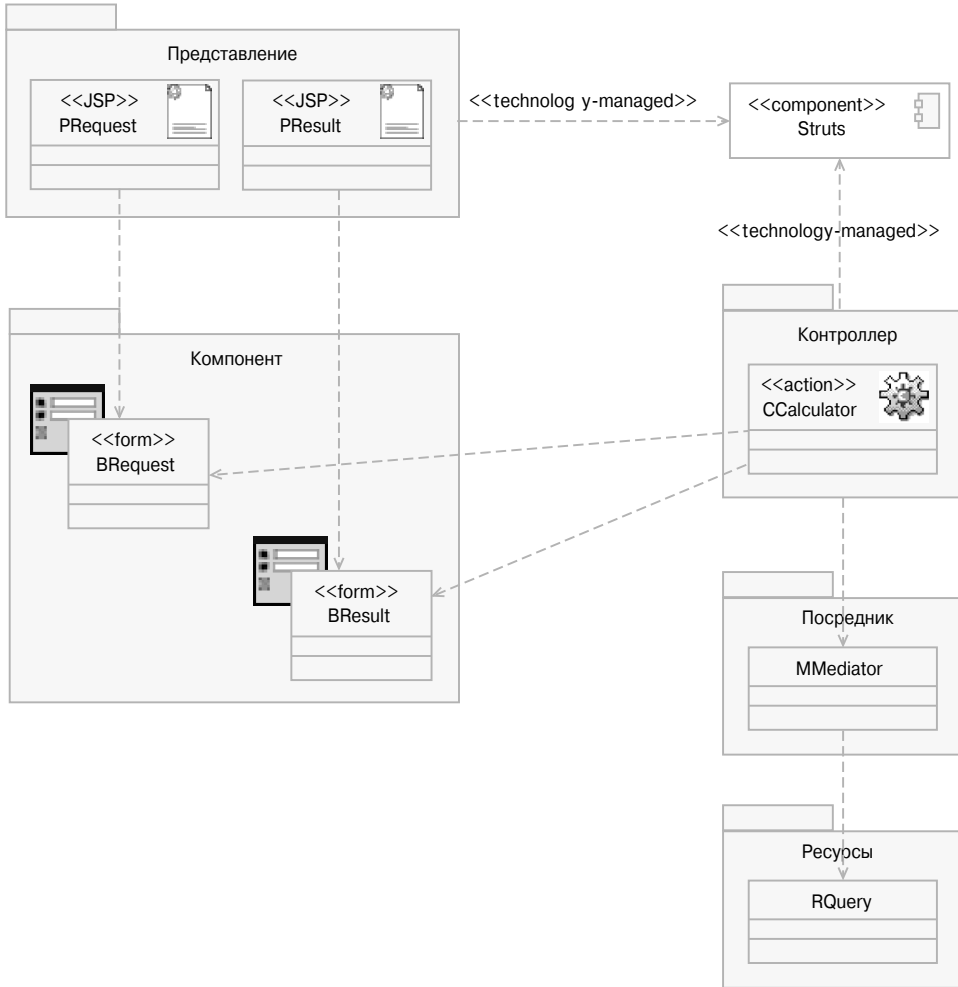 Представление
<<JSP>>
PRequest
<<JSP>>
PResult
<<technolog y-managed>>
<<component>>
Struts
<<technology-managed>>
Компонент
<<form>>
BRequest
<<form>>
BResult
Контроллер
<<action>>
CCalculator
Посредник
MMediator
Ресурсы
RQuery